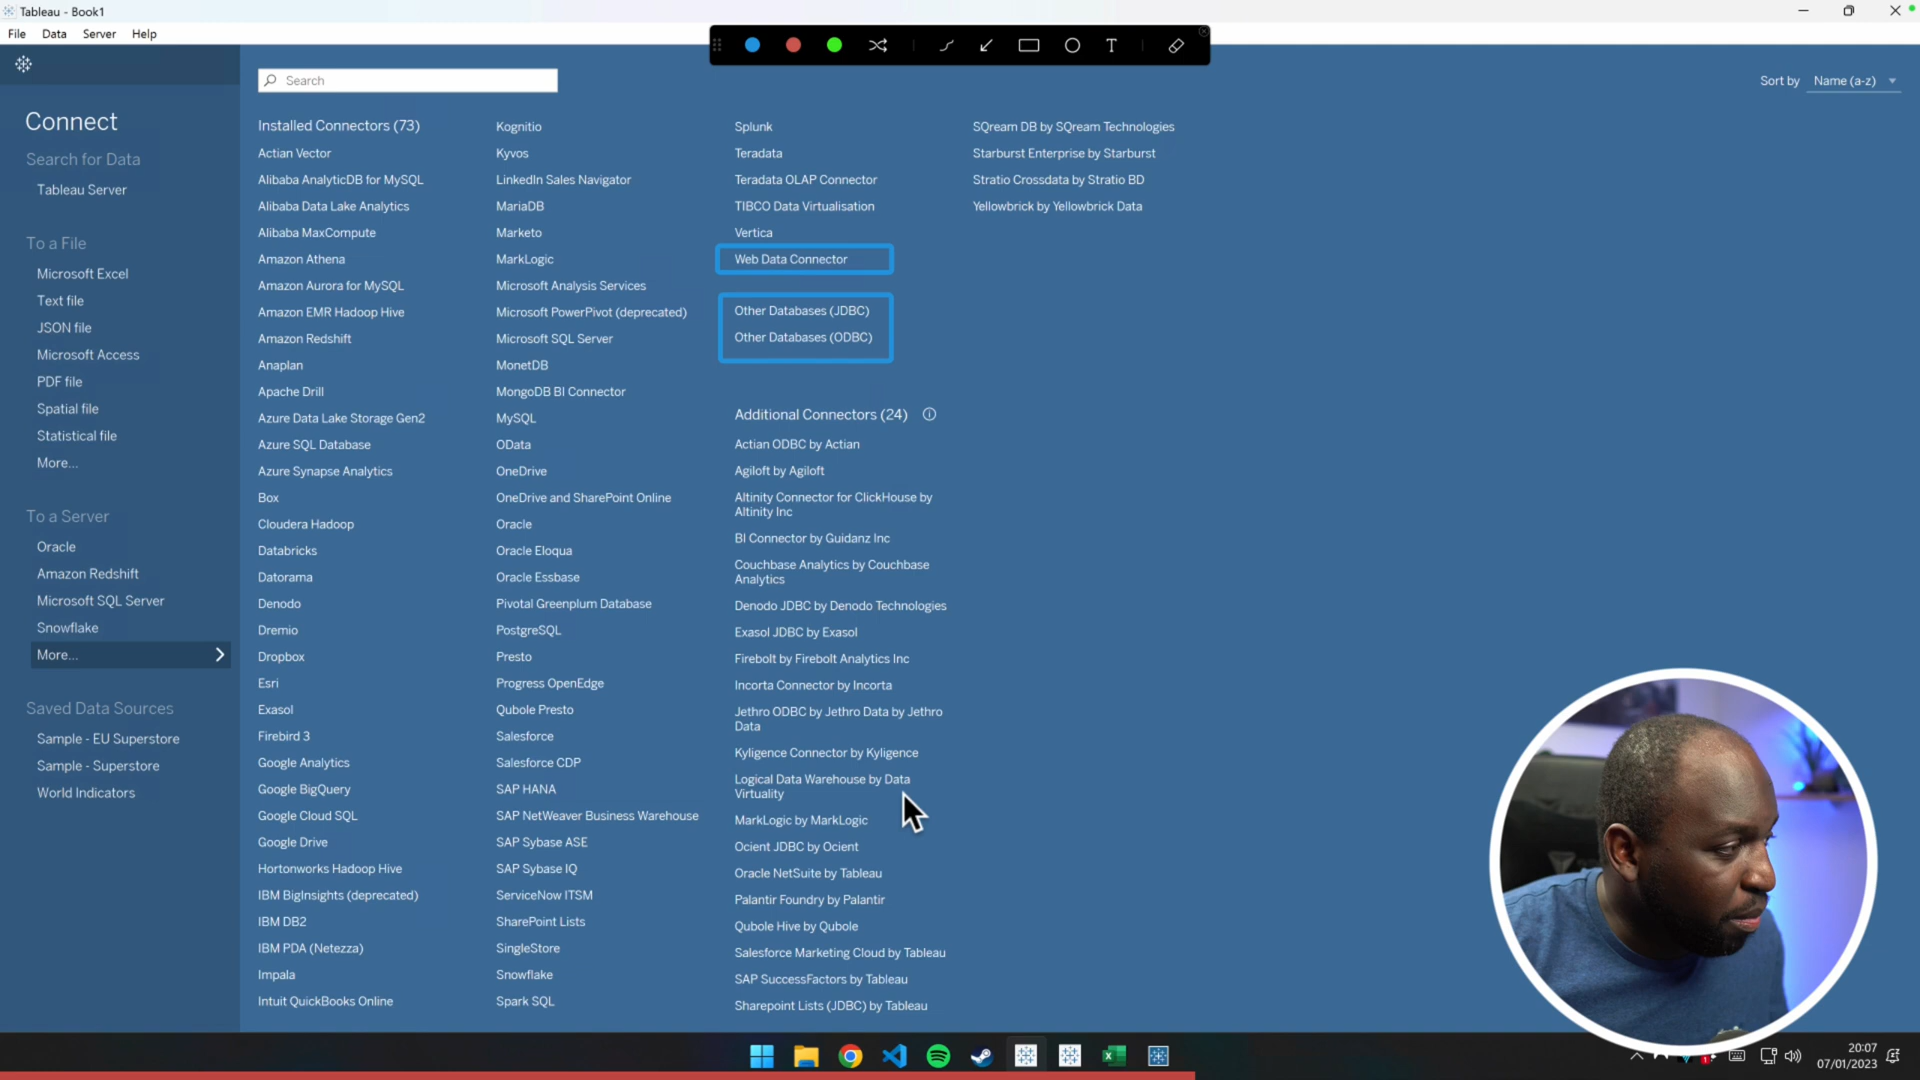 Tableau - Book1
File Data Server Help
Search
Sort by Name (a-z)
Connect
Search for Data
Tableau Server
To a File
Microsoft Excel
Text file
JSON file
Microsoft Access
PDF file
Spatial file
Statistical file
More...
To a Server
Oracle
Amazon Redshift
Microsoft SQL Server
Snowflake
More...
Saved Data Sources
Sample - EU Superstore
Sample - Superstore
World Indicators
Installed Connectors (73)
Actian Vector
Alibaba AnalyticDB for MySQL
Alibaba Data Lake Analytics
Alibaba MaxCompute
Amazon Athena
Amazon Aurora for MySQL
Amazon EMR Hadoop Hive
Amazon Redshift
Anaplan
Apache Drill
Azure Data Lake Storage Gen2
Azure SQL Database
Azure Synapse Analytics
Box
Cloudera Hadoop
Databricks
Datorama
Denodo
Dremio
Dropbox
Esri
Exasol
Firebird 3
Google Analytics
Google BigQuery
Google Cloud SQL
Google Drive
Hortonworks Hadoop Hive
IBM BigInsights (deprecated)
IBM DB2
IBM PDA (Netezza)
Impala
Intuit QuickBooks Online
Kognitio
Kyvos
LinkedIn Sales Navigator
MariaDB
Marketo
MarkLogic
Microsoft Analysis Services
Microsoft PowerPivot (deprecated)
Microsoft SQL Server
MonetDB
MongoDB BI Connector
MySQL
OData
OneDrive
OneDrive and SharePoint Online
Oracle
Oracle Eloqua
Oracle Essbase
Pivotal Greenplum Database
PostgreSQL
Presto
Progress OpenEdge
Qubole Presto
Salesforce
Salesforce CDP
SAP HANA
SAP NetWeaver Business Warehouse
SAP Sybase ASE
SAP Sybase IQ
ServiceNow ITSM
SharePoint Lists
SingleStore
Snowflake
Spark SQL
Splunk
Teradata
Teradata OLAP Connector
TIBCO Data Virtualisation
Vertica
Web Data Connector
Other Databases (JDBC)
Other Databases (ODBC)
Additional Connectors (24)
Actian ODBC by Actian
Agiloft by Agiloft
Altinity Connector for ClickHouse by
Altinity Inc
BI Connector by Guidanz Inc
Couchbase Analytics by Couchbase
Analytics
Denodo JDBC by Denodo Technologies
Exasol JDBC by Exasol
Firebolt by Firebolt Analytics Inc
Incorta Connector by Incorta
Jethro ODBC by Jethro Data by Jethro
Data
Kyligence Connector by Kyligence
Logical Data Warehouse by Data
Virtuality
MarkLogic by MarkLogic
Ocient JDBC by Ocient
Oracle NetSuite by Tableau
Palantir Foundry by Palantir
Qubole Hive by Qubole
Salesforce Marketing Cloud by Tableau
SAP SuccessFactors by Tableau
Sharepoint Lists (JDBC) by Tableau
SQream DB by SQream Technologies
Starburst Enterprise by Starburst
Stratio Crossdata by Stratio BD
Yellowbrick by Yellowbrick Data
20:07
07/01/2023